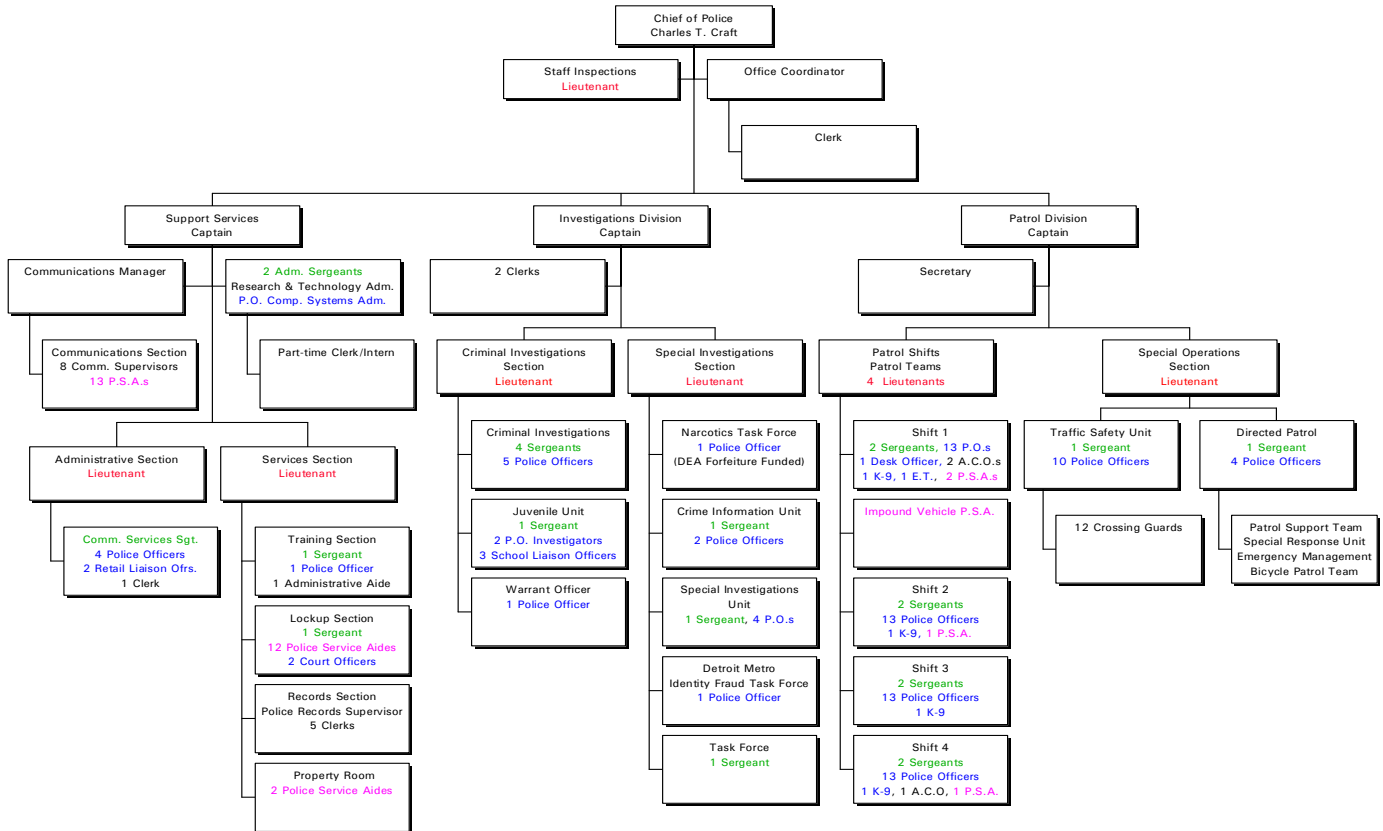 Chief of Police
Charles T. Craft
Staff Inspections
Lieutenant
Office Coordinator
Clerk
Support Services
Captain
Investigations Division
Captain
Patrol Division
Captain
Communications Manager
2 Adm. Sergeants
Research & Technology Adm.
P.O. Comp. Systems Adm.
2 Clerks
Secretary
Communications Section
8 Comm. Supervisors
13 P.S.A.s
Part-time Clerk/Intern
Criminal Investigations
Section
Lieutenant
Special Investigations
Section
Lieutenant
Patrol Shifts
Patrol Teams
4 Lieutenants
Special Operations
Section
Lieutenant
Administrative Section
Lieutenant
Services Section
Lieutenant
Comm. Services Sgt.
4 Police Officers
2 Retail Liaison Ofrs.
1 Clerk
Training Section
1 Sergeant
1 Police Officer
1 Administrative Aide
Lockup Section
1 Sergeant
12 Police Service Aides
2 Court Officers
Records Section
Police Records Supervisor
5 Clerks
Property Room
2 Police Service Aides
Criminal Investigations
4 Sergeants
5 Police Officers
Juvenile Unit
1 Sergeant
2 P.O. Investigators
3 School Liaison Officers
Warrant Officer
1 Police Officer
Narcotics Task Force
1 Police Officer
(DEA Forfeiture Funded)
Crime Information Unit
1 Sergeant
2 Police Officers
Special Investigations
Unit
1 Sergeant, 4 P.O.s
Detroit Metro
Identity Fraud Task Force
1 Police Officer
Task Force
1 Sergeant
Shift 1
2 Sergeants, 13 P.O.s
1 Desk Officer, 2 A.C.O.s
1 K-9, 1 E.T., 2 P.S.A.s
Impound Vehicle P.S.A.
Shift 2
2 Sergeants
13 Police Officers
1 K-9, 1 P.S.A.
Shift 3
2 Sergeants
13 Police Officers
1 K-9
Shift 4
2 Sergeants
13 Police Officers
1 K-9, 1 A.C.O, 1 P.S.A.
Traffic Safety Unit
1 Sergeant
10 Police Officers
12 Crossing Guards
Directed Patrol
1 Sergeant
4 Police Officers
Patrol Support Team
Special Response Unit
Emergency Management
Bicycle Patrol Team